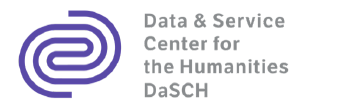 Data & Service
Center for
the Humanities
DaSCH